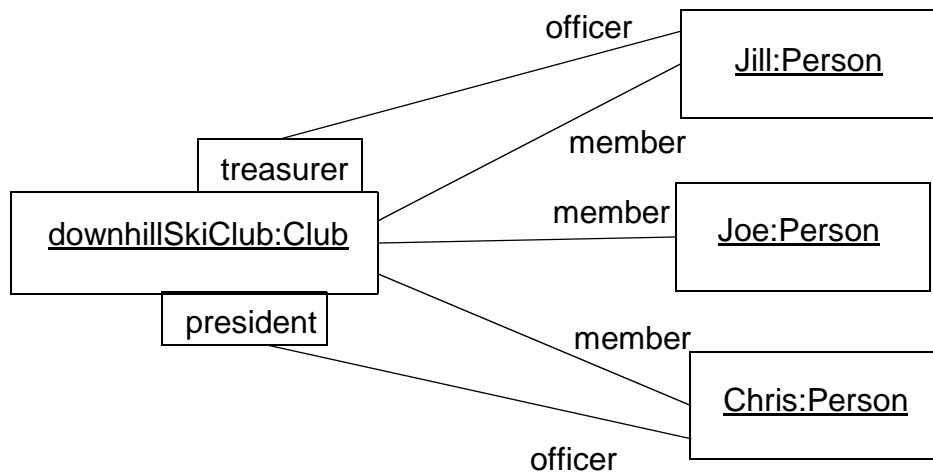 officer
Jill:Person
member
treasurer
member
Joe:Person
downhillSkiClub:Club
president
member
Chris:Person
officer